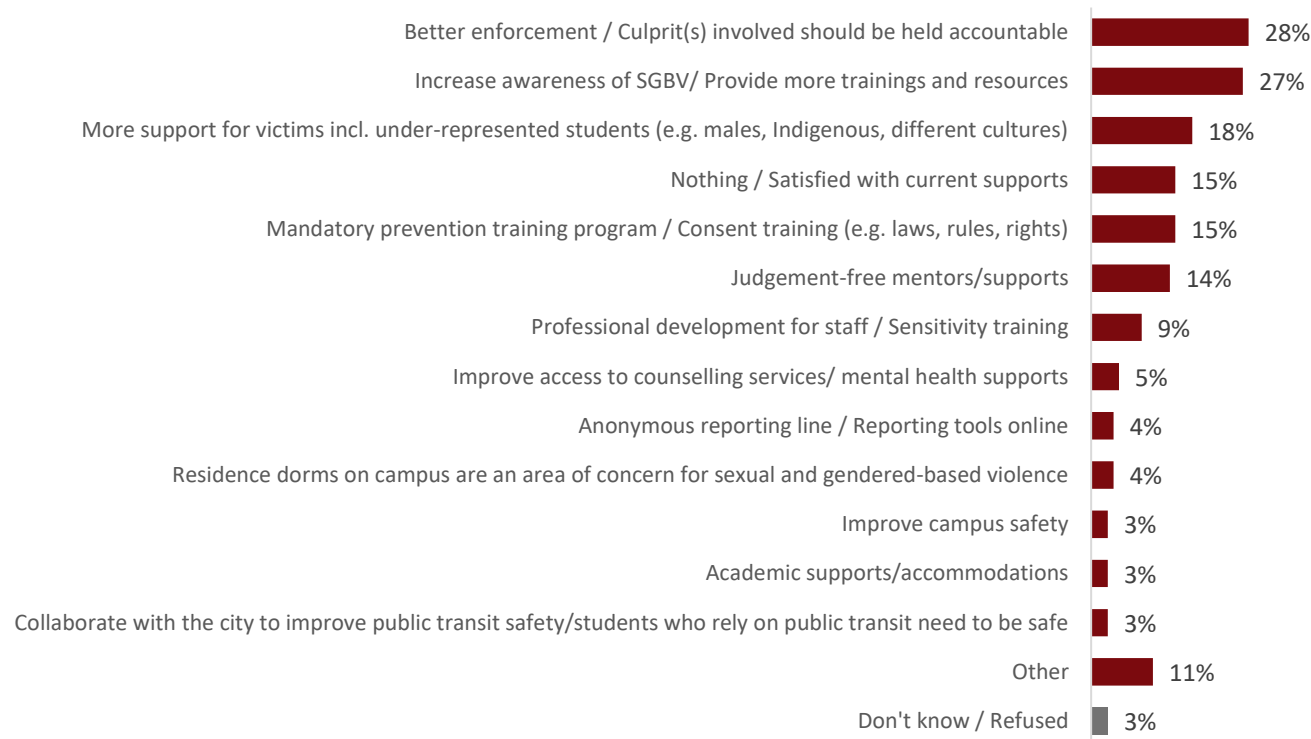 Better enforcement / Culprit(s) involved should be held accountable 28%
Increase awareness of SGBV/ Provide more trainings and resources 27%
More support for victims incl. under-represented students (e.g. males, Indigenous, different cultures) 18%
Nothing / Satisfied with current supports 15%
Mandatory prevention training program / Consent training (e.g. laws, rules, rights) 15%
Judgement-free mentors/supports 14%
Professional development for staff / Sensitivity training 9%
Improve access to counselling services/ mental health supports 5%
Anonymous reporting line / Reporting tools online 4%
Residence dorms on campus are an area of concern for sexual and gendered-based violence 4%
Improve campus safety 3%
Academic supports/accommodations 3%
Collaborate with the city to improve public transit safety/students who rely on public transit need to be safe 3%
Other 11%
Don't know / Refused 3%